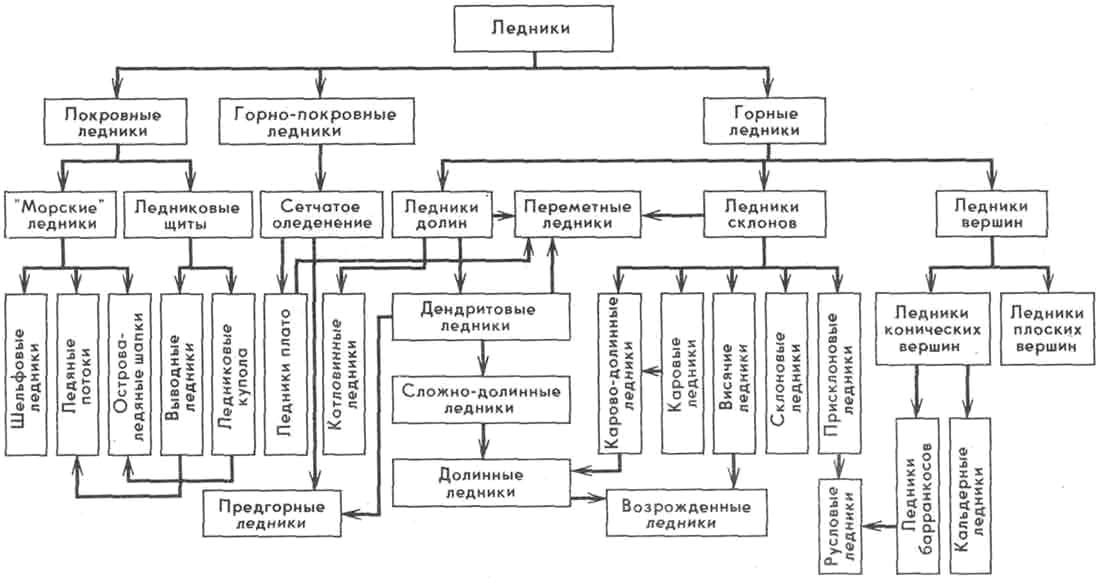 Ледники
Покровные
ледники
Горно-покровные
ледники
Горные
ледники
"Морские"
ледники
Ледниковые
щиты
Сетчатое
оледенение
Ледники
долин
Переметные
ледники
Ледники
склонов
Ледники
вершин
Шельфовые
ледники
Ледяные
потоки
Острова-
ледяные шапки
Выводные
ледники
Ледниковые
купола
Ледники плато
Котловинные
ледники
Дендритовые
ледники
Сложно-долинные
ледники
Долинные
ледники
Карово-долинные
ледники
Каровые
ледники
Висячие
ледники
Склоновые
ледники
Присклоновые
ледники
Ледники
конических
вершин
Ледники
плоских
вершин
Предгорные
ледники
Возрожденные
ледники
Русловые
ледники
Ледники
барранкосов
Кальдерные
ледники